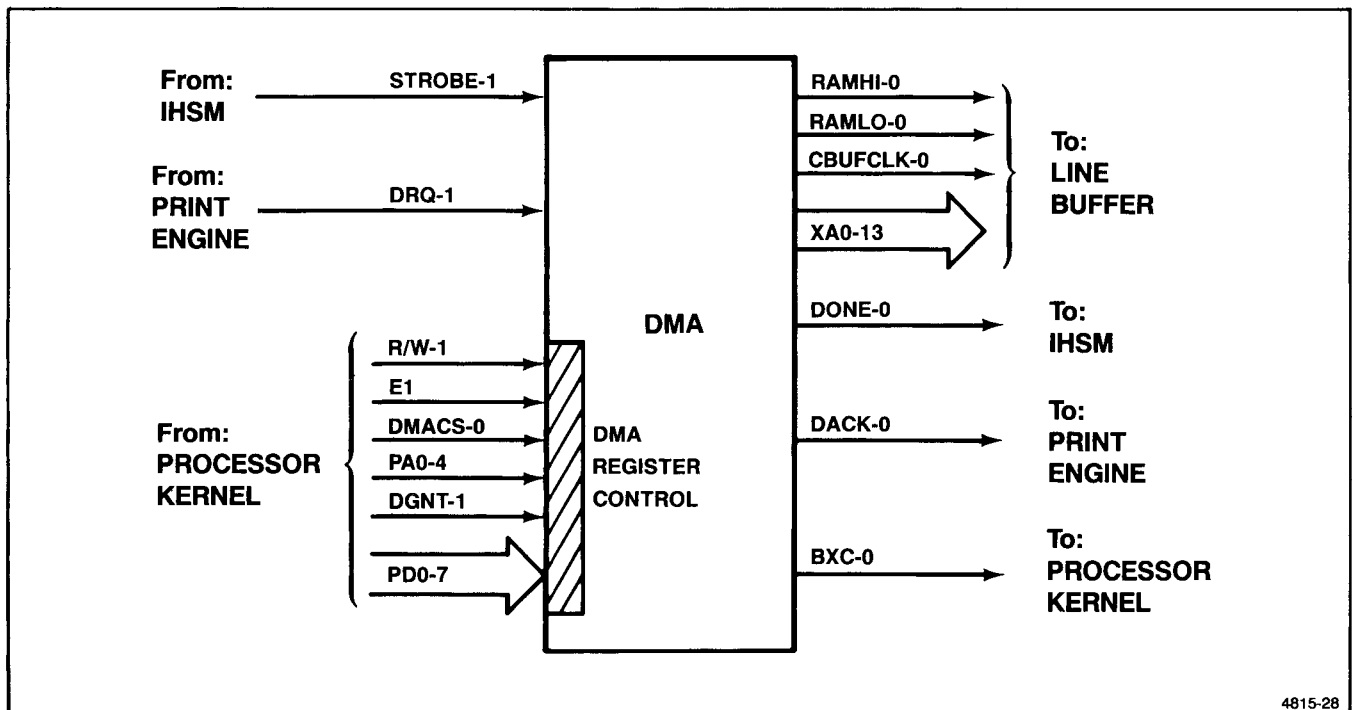 From:
IHSM
STROBE-1
From:
PRINT
ENGINE
DRQ-1
From:
PROCESSOR
KERNEL
R/W-1
E1
DMACS-0
PA0-4
DGNT-1
PD0-7
DMA
DMA
REGISTER
CONTROL
RAMHI-0
RAMLO-0
CBUFCLK-0
XA0-13
To:
LINE
BUFFER
DONE-0
To:
IHSM
DACK-0
To:
PRINT
ENGINE
BXC-0
To:
PROCESSOR
KERNEL
4815-28